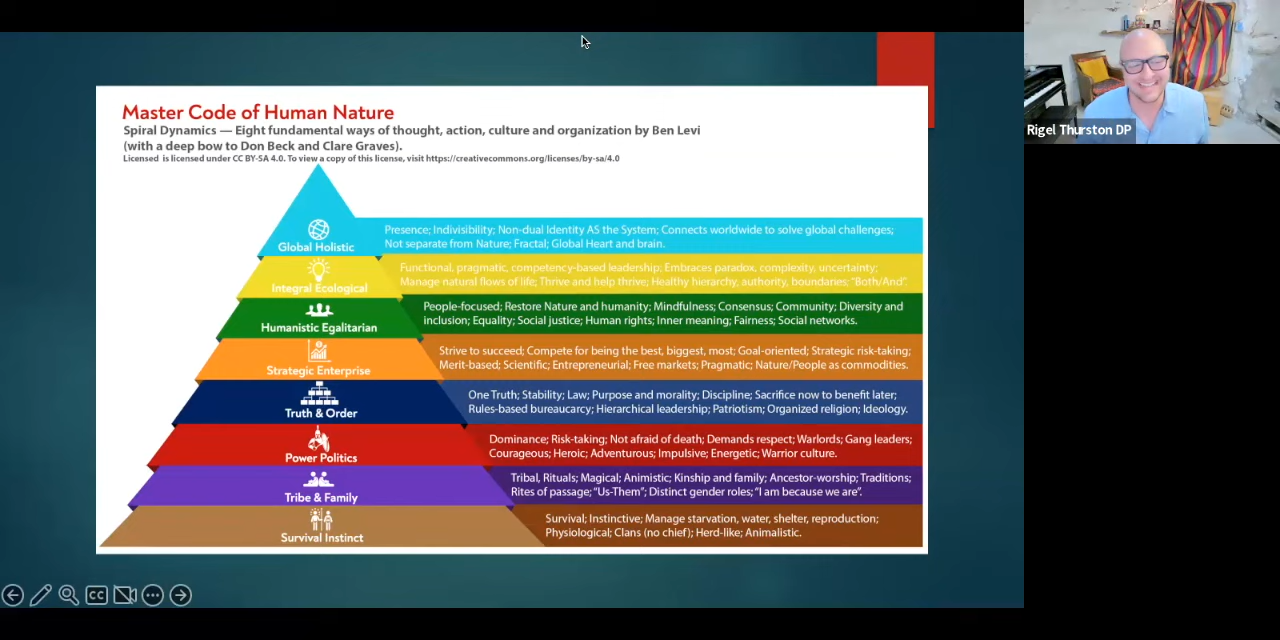 Master Code of Human Nature
Spiral Dynamics — Eight fundamental ways of thought, action, culture and organization by Ben Levi
(with a deep bow to Don Beck and Clare Graves).
Licensed is licensed under CC BY-SA 4.0. To view a copy of this license, visit https://creativecommons.org/licenses/by-sa/4.0
Global Holistic
Presence; Indivisibility; Non-dual Identity AS the System; Connects worldwide to solve global challenges;
Not separate from Nature; Fractal; Global Heart and brain.
Integral Ecological
Functional, pragmatic, competency-based leadership; Embraces paradox, complexity, uncertainty;
Manage natural flows of life; Thrive and help thrive; Healthy hierarchy, authority, boundaries; “Both/And”.
Humanistic Egalitarian
People-focused; Restore Nature and humanity; Mindfulness; Consensus; Community; Diversity and
inclusion; Equality; Social justice; Human rights; Inner meaning; Fairness; Social networks.
Strategic Enterprise
Strive to succeed; Compete for being the best, biggest, most; Goal-oriented; Strategic risk-taking;
Merit-based; Scientific; Entrepreneurial; Free markets; Pragmatic; Nature/People as commodities.
Truth & Order
One Truth; Stability; Law; Purpose and morality; Discipline; Sacrifice now to benefit later;
Rules-based bureaucarcy; Hierarchical leadership; Patriotism; Organized religion; Ideology.
Power Politics
Dominance; Risk-taking; Not afraid of death; Demands respect; Warlords; Gang leaders;
Courageous; Heroic; Adventurous; Impulsive; Energetic; Warrior culture.
Tribe & Family
Tribal, Rituals; Magical; Animistic; Kinship and family; Ancestor-worship; Traditions;
Rites of passage; “Us-Them”; Distinct gender roles; “I am because we are”.
Survival Instinct
Survival; Instinctive; Manage starvation, water, shelter, reproduction;
Physiological; Clans (no chief); Herd-like; Animalistic.
CC
Rigel Thurston DP